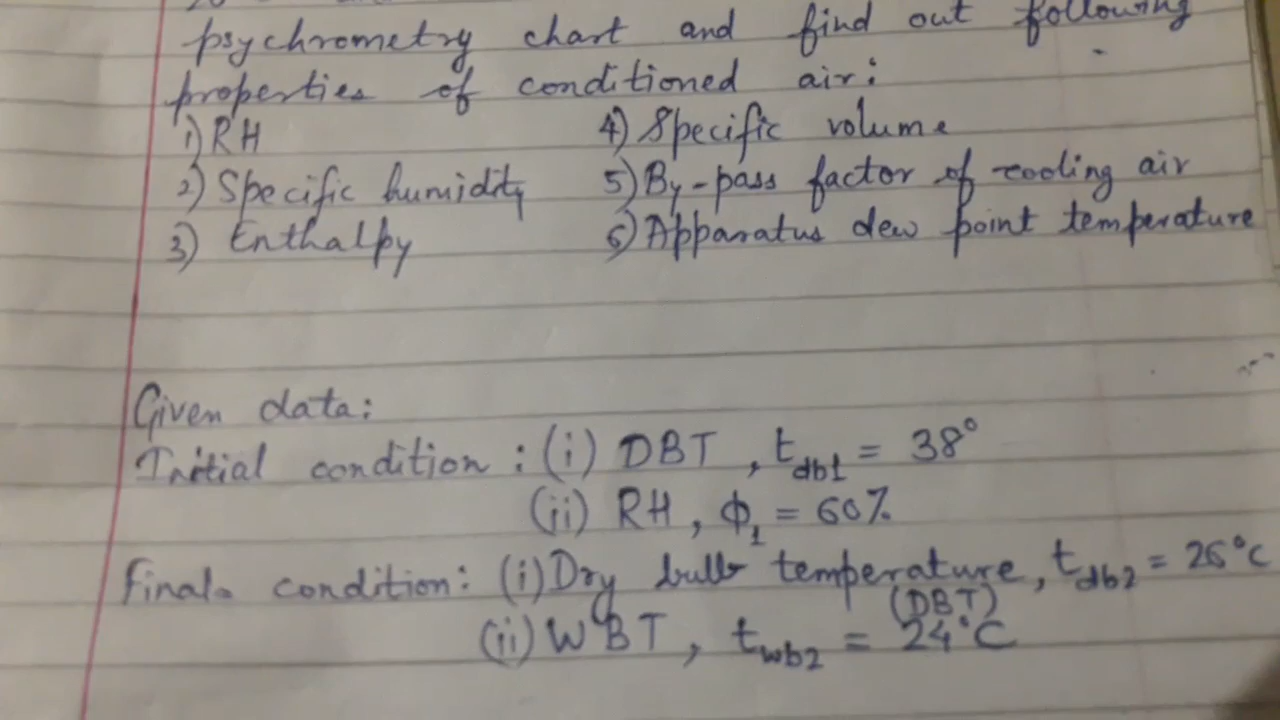 psychrometry chart and find out following
properties of conditioned air:
1) RH 4) Specific volume
2) Specific humidity 5) By-pass factor of cooling air
3) Enthalpy 6) Apparatus dew point temperature
Given data:
Initial condition : (i) DBT , tdb1 = 38°
(ii) RH , ϕ1 = 60%
Final condition: (i) Dry bulb temperature, tdb2 = 26°C
(DBT)
(ii) WBT , twb2 = 24°C